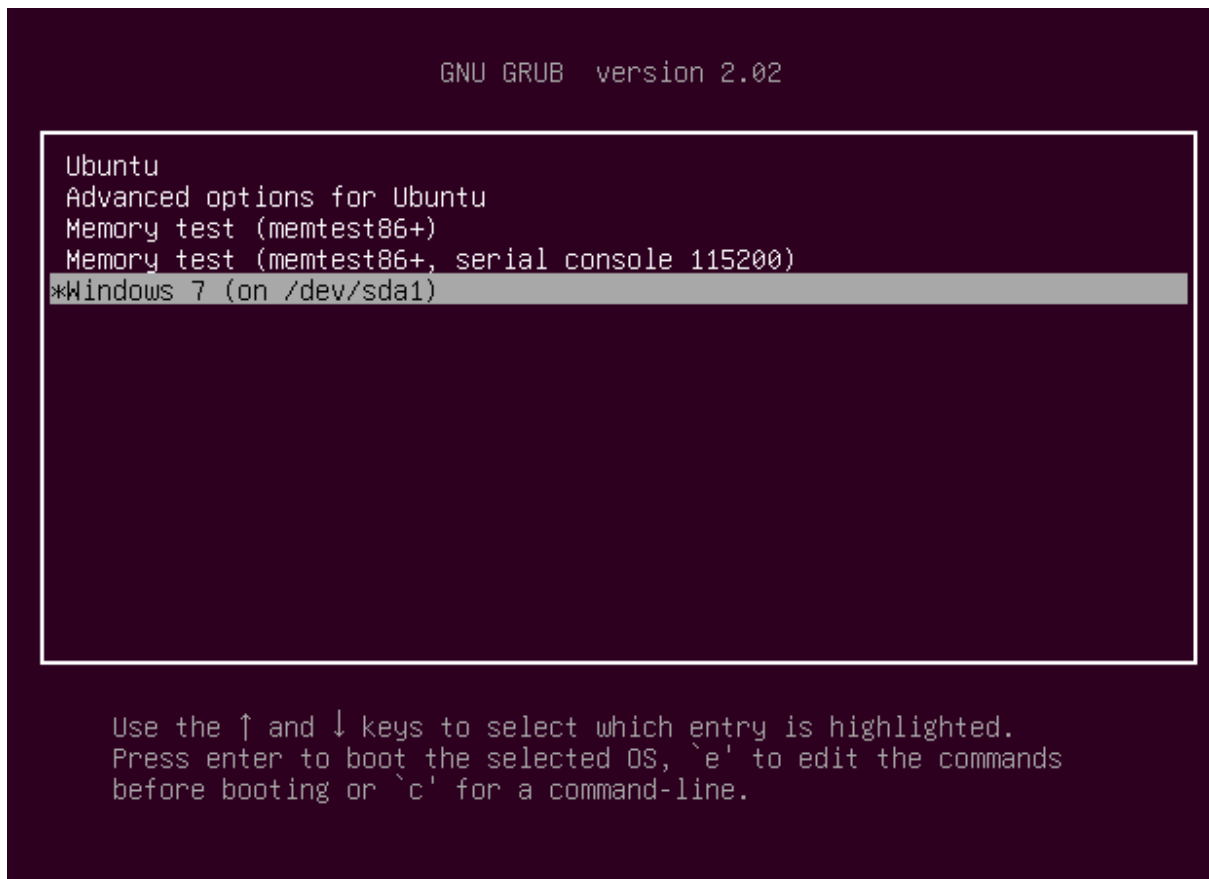 GNU GRUB version 2.02
Ubuntu
Advanced options for Ubuntu
Memory test (memtest86+)
Memory test (memtest86+, serial console 115200)
*Windows 7 (on /dev/sda1)
Use the ↑ and ↓ keys to select which entry is highlighted.
Press enter to boot the selected OS, `e' to edit the commands
before booting or `c' for a command-line.